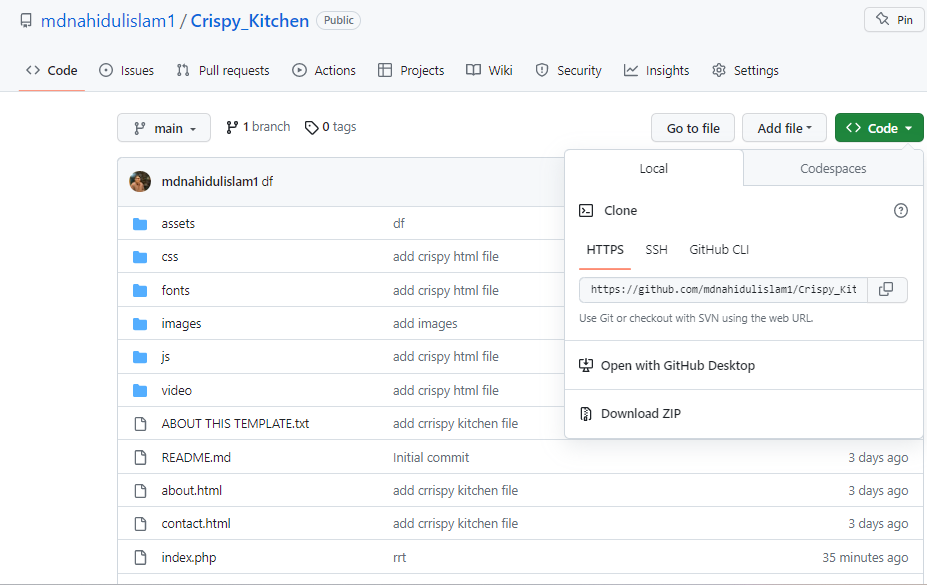 mdnahidulislam1 / Crispy_Kitchen Public Pin
Code Issues Pull requests Actions Projects Wiki Security Insights Settings
main 1 branch 0 tags Go to file Add file Code
Local Codespaces
mdnahidulislam1 df
Clone
HTTPS SSH GitHub CLI
https://github.com/mdnahidulislam1/Crispy_Kit
Use Git or checkout with SVN using the web URL.
Open with GitHub Desktop
Download ZIP
assets df
css add crispy html file
fonts add crispy html file
images add images
js add crispy html file
video add crispy html file
ABOUT THIS TEMPLATE.txt add crrispy kitchen file
README.md Initial commit 3 days ago
about.html add crrispy kitchen file 3 days ago
contact.html add crrispy kitchen file 3 days ago
index.php rrt 35 minutes ago